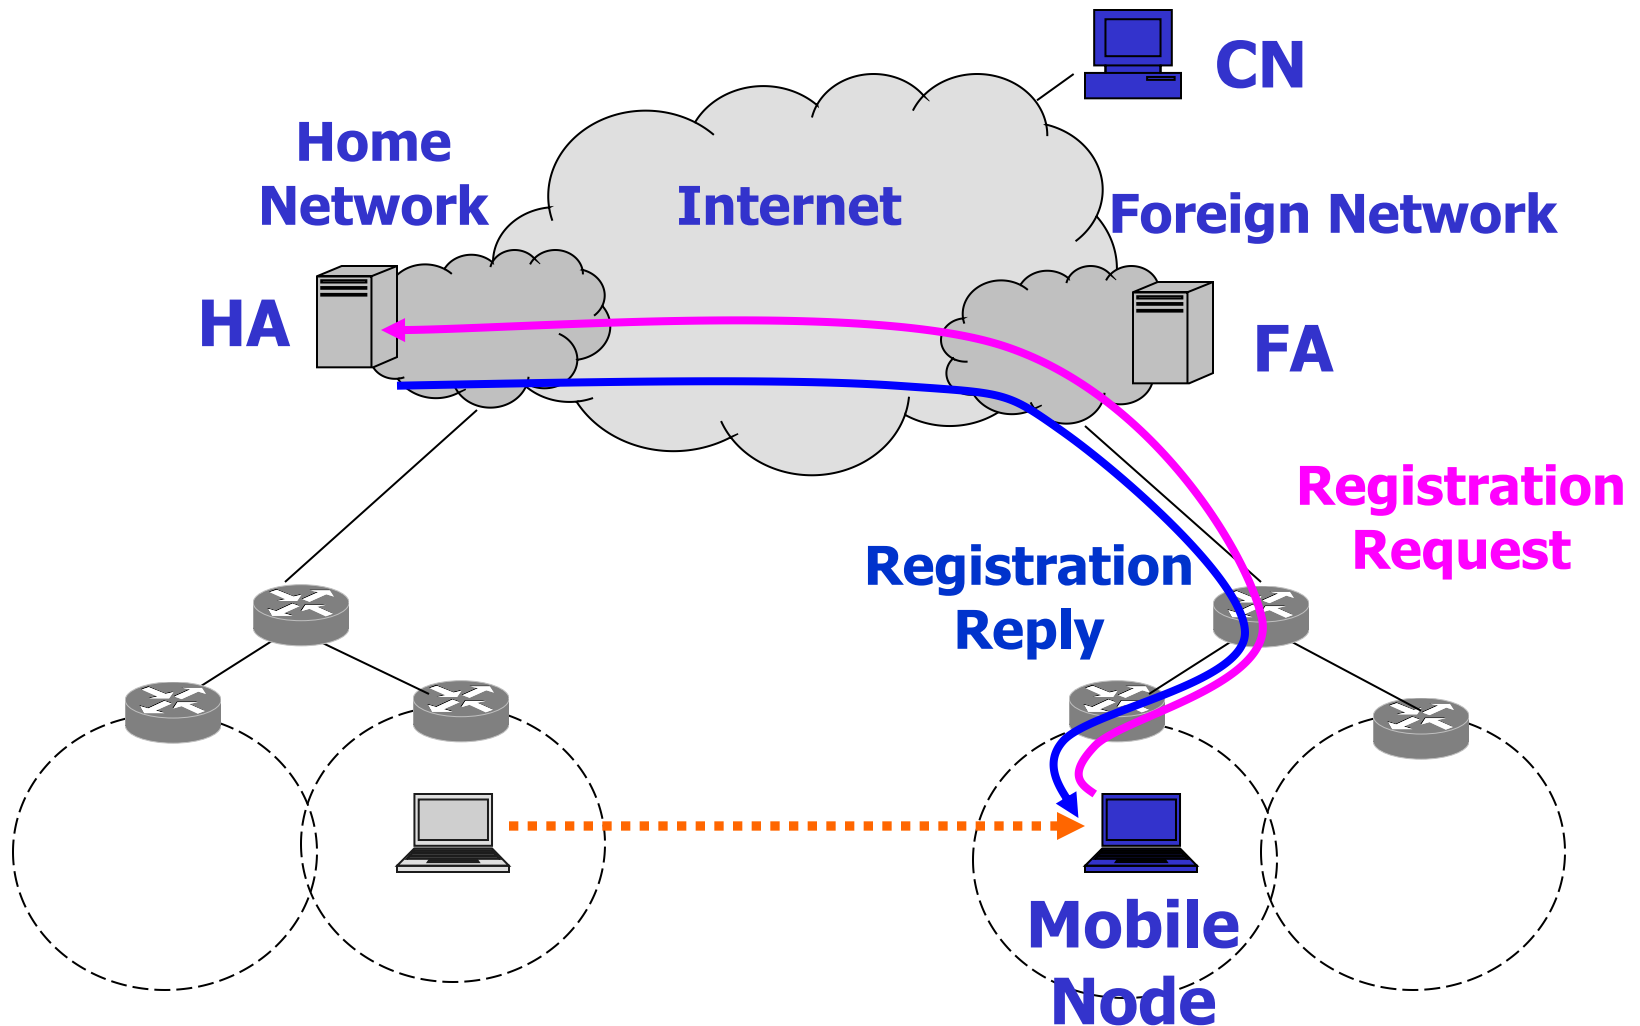 CN
Home
Network
Internet
Foreign Network
HA
FA
Registration
Request
Registration
Reply
Mobile
Node